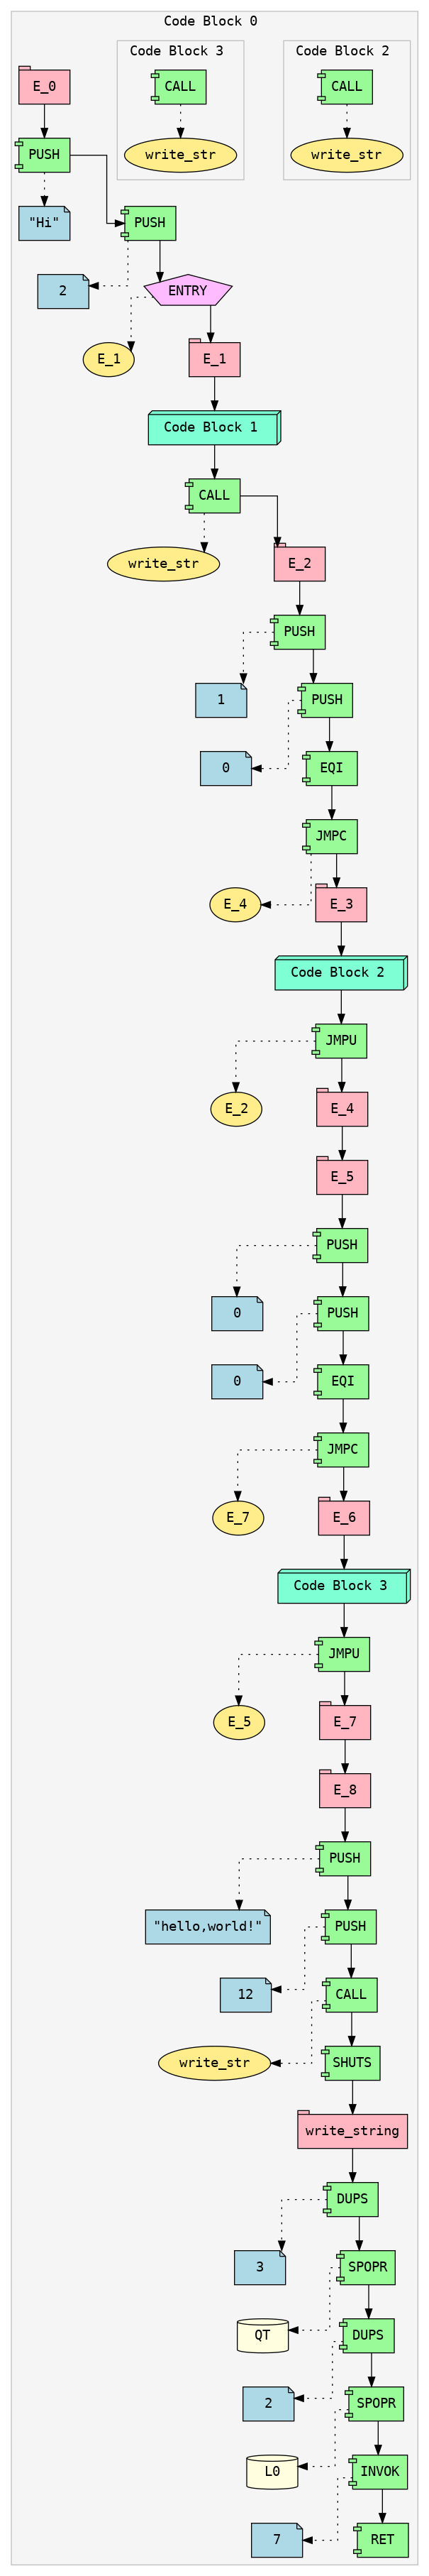 Code Block 0
Code Block 3
Code Block 2
E_0
CALL
CALL
PUSH
write_str
write_str
"Hi"
PUSH
2
ENTRY
E_1
E_1
Code Block 1
CALL
write_str
E_2
PUSH
1
PUSH
0
EQI
JMPC
E_4
E_3
Code Block 2
JMPU
E_2
E_4
E_5
PUSH
0
PUSH
0
EQI
JMPC
E_7
E_6
Code Block 3
JMPU
E_5
E_7
E_8
PUSH
"hello,world!"
PUSH
12
CALL
write_str
SHUTS
write_string
DUPS
3
SPOPR
QT
DUPS
2
SPOPR
L0
INVOK
7
RET